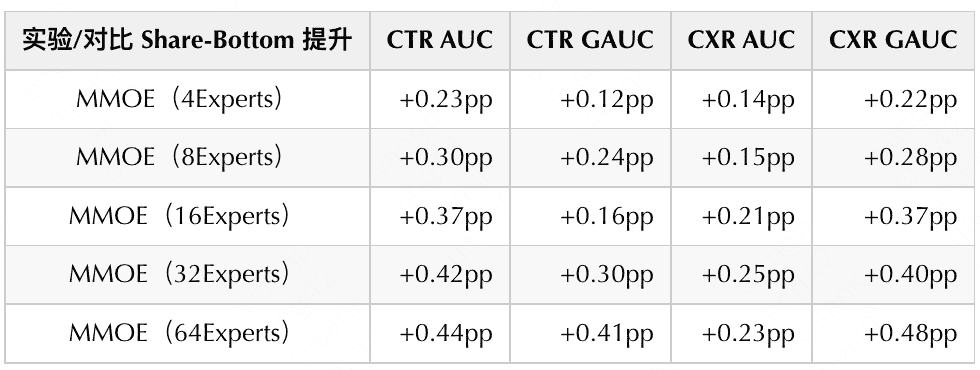 实验/对比 Share-Bottom 提升 CTR AUC CTR GAUC CXR AUC CXR GAUC
MMOE（4Experts） +0.23pp +0.12pp +0.14pp +0.22pp
MMOE（8Experts） +0.30pp +0.24pp +0.15pp +0.28pp
MMOE（16Experts） +0.37pp +0.16pp +0.21pp +0.37pp
MMOE（32Experts） +0.42pp +0.30pp +0.25pp +0.40pp
MMOE（64Experts） +0.44pp +0.41pp +0.23pp +0.48pp